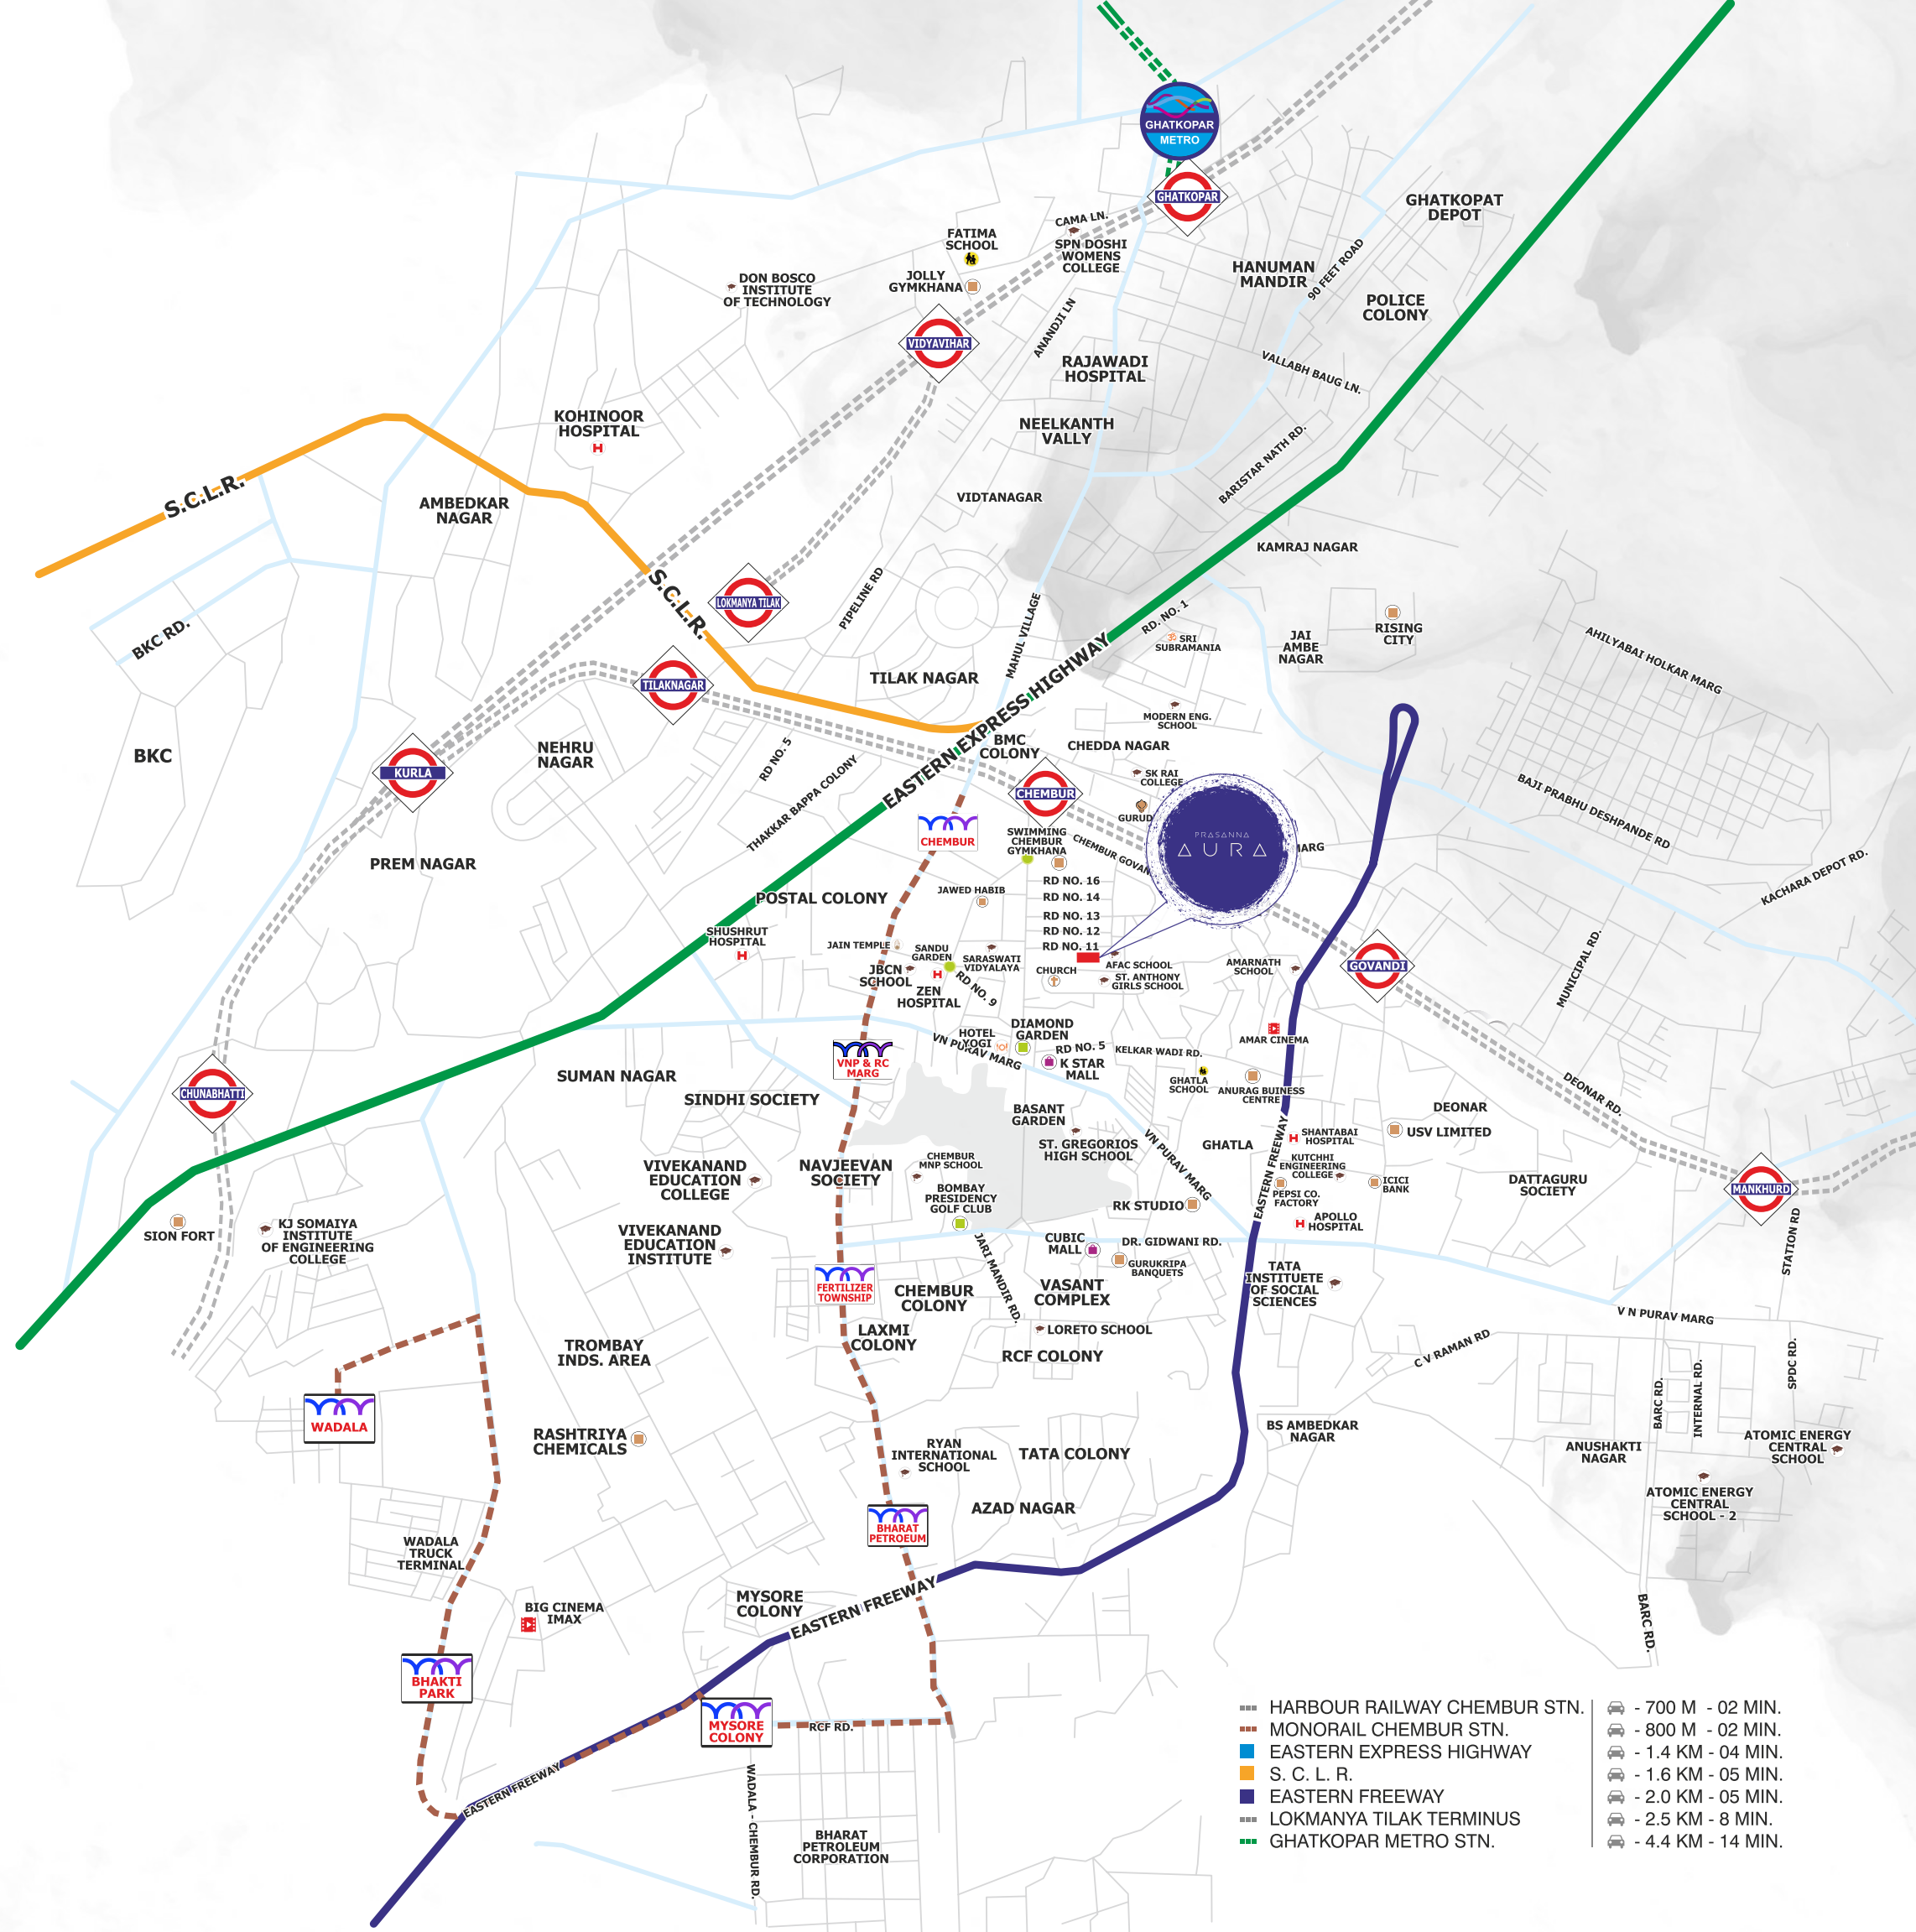 GHATKOPAR
METRO
GHATKOPAR
GHATKOPAT
DEPOT
CAMA LN.
FATIMA
SCHOOL
SPN DOSHI
WOMENS
COLLEGE
JOLLY
GYMKHANA
DON BOSCO
INSTITUTE
OF TECHNOLOGY
HANUMAN
MANDIR
90 FEET ROAD
POLICE
COLONY
VIDYAVIHAR
ANANDJI LN
RAJAWADI
HOSPITAL
VALLABH BAUG LN.
KOHINOOR
HOSPITAL
H
NEELKANTH
VALLY
BARISTAR NATH RD.
S.C.L.R.
AMBEDKAR
NAGAR
VIDTANAGAR
KAMRAJ NAGAR
S.C.L.R.
LOKMANYA TILAK
PIPELINE RD
MAHUL VILLAGE
RD. NO. 1
SRI
SUBRAMANIA
JAI
AMBE
NAGAR
RISING
CITY
AHILYABAI HOLKAR MARG
BKC RD.
TILAKNAGAR
TILAK NAGAR
EASTERN EXPRESS HIGHWAY
MODERN ENG.
SCHOOL
BKC
KURLA
NEHRU
NAGAR
RD NO. 5
THAKKAR BAPPA COLONY
BMC
COLONY
CHEDDA NAGAR
SK RAI
COLLEGE
CHEMBUR
GURUD
BAJI PRABHU DESHPANDE RD
PRASANNA
AURA
MARG
CHEMBUR
SWIMMING
CHEMBUR
GYMKHANA
CHEMBUR GOVAN
PREM NAGAR
KACHARA DEPOT RD.
POSTAL COLONY
JAWED HABIB
RD NO. 16
RD NO. 14
RD NO. 13
RD NO. 12
RD NO. 11
SHUSHRUT
HOSPITAL
H
JAIN TEMPLE
SANDU
GARDEN
SARASWATI
VIDYALAYA
JBCN
SCHOOL
H
ZEN
HOSPITAL
RD NO. 9
CHURCH
AFAC SCHOOL
ST. ANTHONY
GIRLS SCHOOL
AMARNATH
SCHOOL
GOVANDI
MUNICIPAL RD.
VN PURAV MARG
HOTEL
YOGI
DIAMOND
GARDEN
RD NO. 5
K STAR
MALL
KELKAR WADI RD.
AMAR CINEMA
VNP & RC
MARG
CHUNABHATTI
SUMAN NAGAR
SINDHI SOCIETY
GHATLA
SCHOOL
ANURAG BUINESS
CENTRE
DEONAR RD.
DEONAR
BASANT
GARDEN
ST. GREGORIOS
HIGH SCHOOL
VN PURAV MARG
GHATLA
EASTERN FREEWAY
H
SHANTABAI
HOSPITAL
USV LIMITED
KUTCHHI
ENGINEERING
COLLEGE
PEPSI CO.
FACTORY
ICICI
BANK
DATTAGURU
SOCIETY
MANKHURD
VIVEKANAND
EDUCATION
COLLEGE
NAVJEEVAN
SOCIETY
CHEMBUR
MNP SCHOOL
BOMBAY
PRESIDENCY
GOLF CLUB
RK STUDIO
H
APOLLO
HOSPITAL
SION FORT
KJ SOMAIYA
INSTITUTE
OF ENGINEERING
COLLEGE
VIVEKANAND
EDUCATION
INSTITUTE
JARI MANDIR RD.
CUBIC
MALL
DR. GIDWANI RD.
GURUKRIPA
BANQUETS
STATION RD
FERTILIZER
TOWNSHIP
CHEMBUR
COLONY
VASANT
COMPLEX
TATA
INSTITUETE
OF SOCIAL
SCIENCES
V N PURAV MARG
LAXMI
COLONY
LORETO SCHOOL
RCF COLONY
TROMBAY
INDS. AREA
C V RAMAN RD
BARC RD.
INTERNAL RD.
SPDC RD.
WADALA
RASHTRIYA
CHEMICALS
RYAN
INTERNATIONAL
SCHOOL
TATA COLONY
BS AMBEDKAR
NAGAR
ANUSHAKTI
NAGAR
ATOMIC ENERGY
CENTRAL
SCHOOL
ATOMIC ENERGY
CENTRAL
SCHOOL - 2
AZAD NAGAR
BHARAT
PETROEUM
WADALA
TRUCK
TERMINAL
BIG CINEMA
IMAX
MYSORE
COLONY
EASTERN FREEWAY
BARC RD.
BHAKTI
PARK
MYSORE
COLONY
RCF RD.
EASTERN FREEWAY
WADALA - CHEMBUR RD.
BHARAT
PETROLEUM
CORPORATION
HARBOUR RAILWAY CHEMBUR STN. - 700 M - 02 MIN.
MONORAIL CHEMBUR STN. - 800 M - 02 MIN.
EASTERN EXPRESS HIGHWAY - 1.4 KM - 04 MIN.
S. C. L. R. - 1.6 KM - 05 MIN.
EASTERN FREEWAY - 2.0 KM - 05 MIN.
LOKMANYA TILAK TERMINUS - 2.5 KM - 8 MIN.
GHATKOPAR METRO STN. - 4.4 KM - 14 MIN.